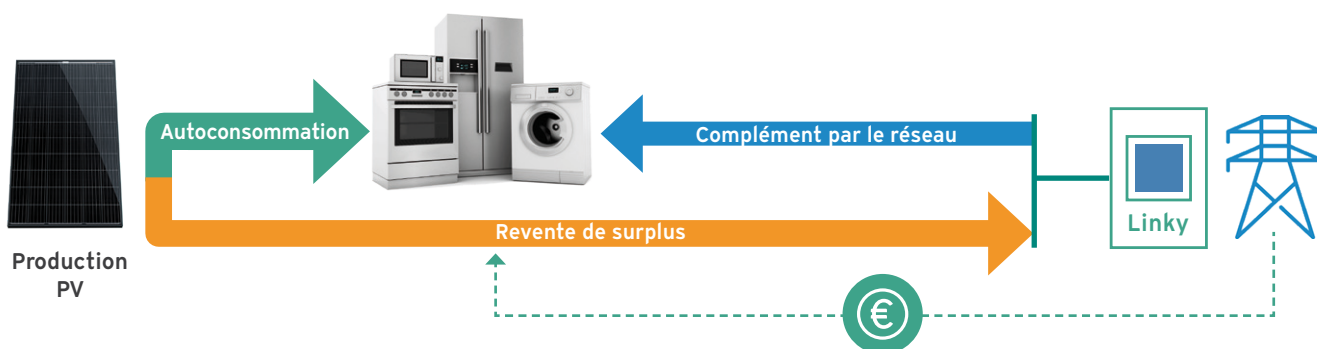 Autoconsommation
Complément par le réseau
Linky
Revente de surplus
Production
PV
€